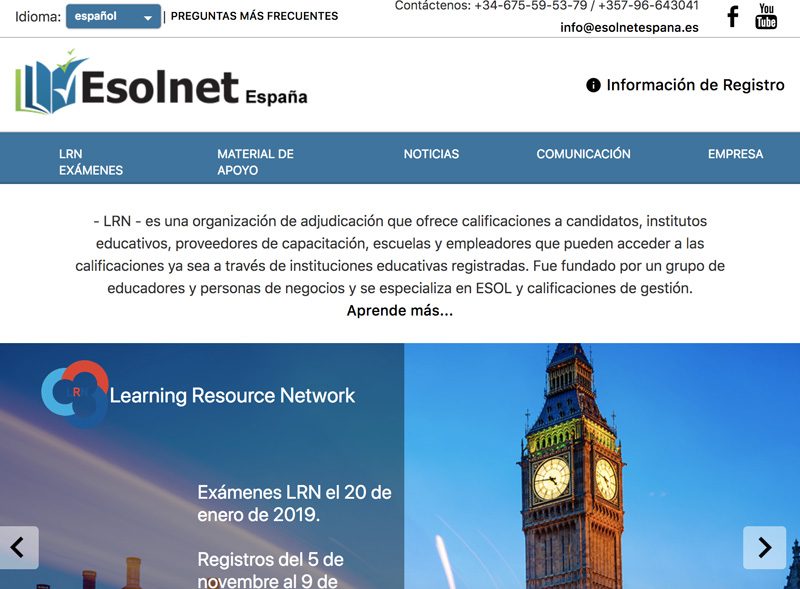 Idioma: español | PREGUNTAS MÁS FRECUENTES
Contáctenos: +34-675-59-53-79 / +357-96-643041
info@esolnetespana.es
You
Tube
Esolnet España
Información de Registro
LRN
EXÁMENES
MATERIAL DE
APOYO
NOTICIAS
COMUNICACIÓN
EMPRESA
- LRN - es una organización de adjudicación que ofrece calificaciones a candidatos, institutos
educativos, proveedores de capacitación, escuelas y empleadores que pueden acceder a las
calificaciones ya sea a través de instituciones educativas registradas. Fue fundado por un grupo de
educadores y personas de negocios y se especializa en ESOL y calificaciones de gestión.
Aprende más...
LRN
Learning Resource Network
Exámenes LRN el 20 de
enero de 2019.
Registros del 5 de
noviembre al 9 de